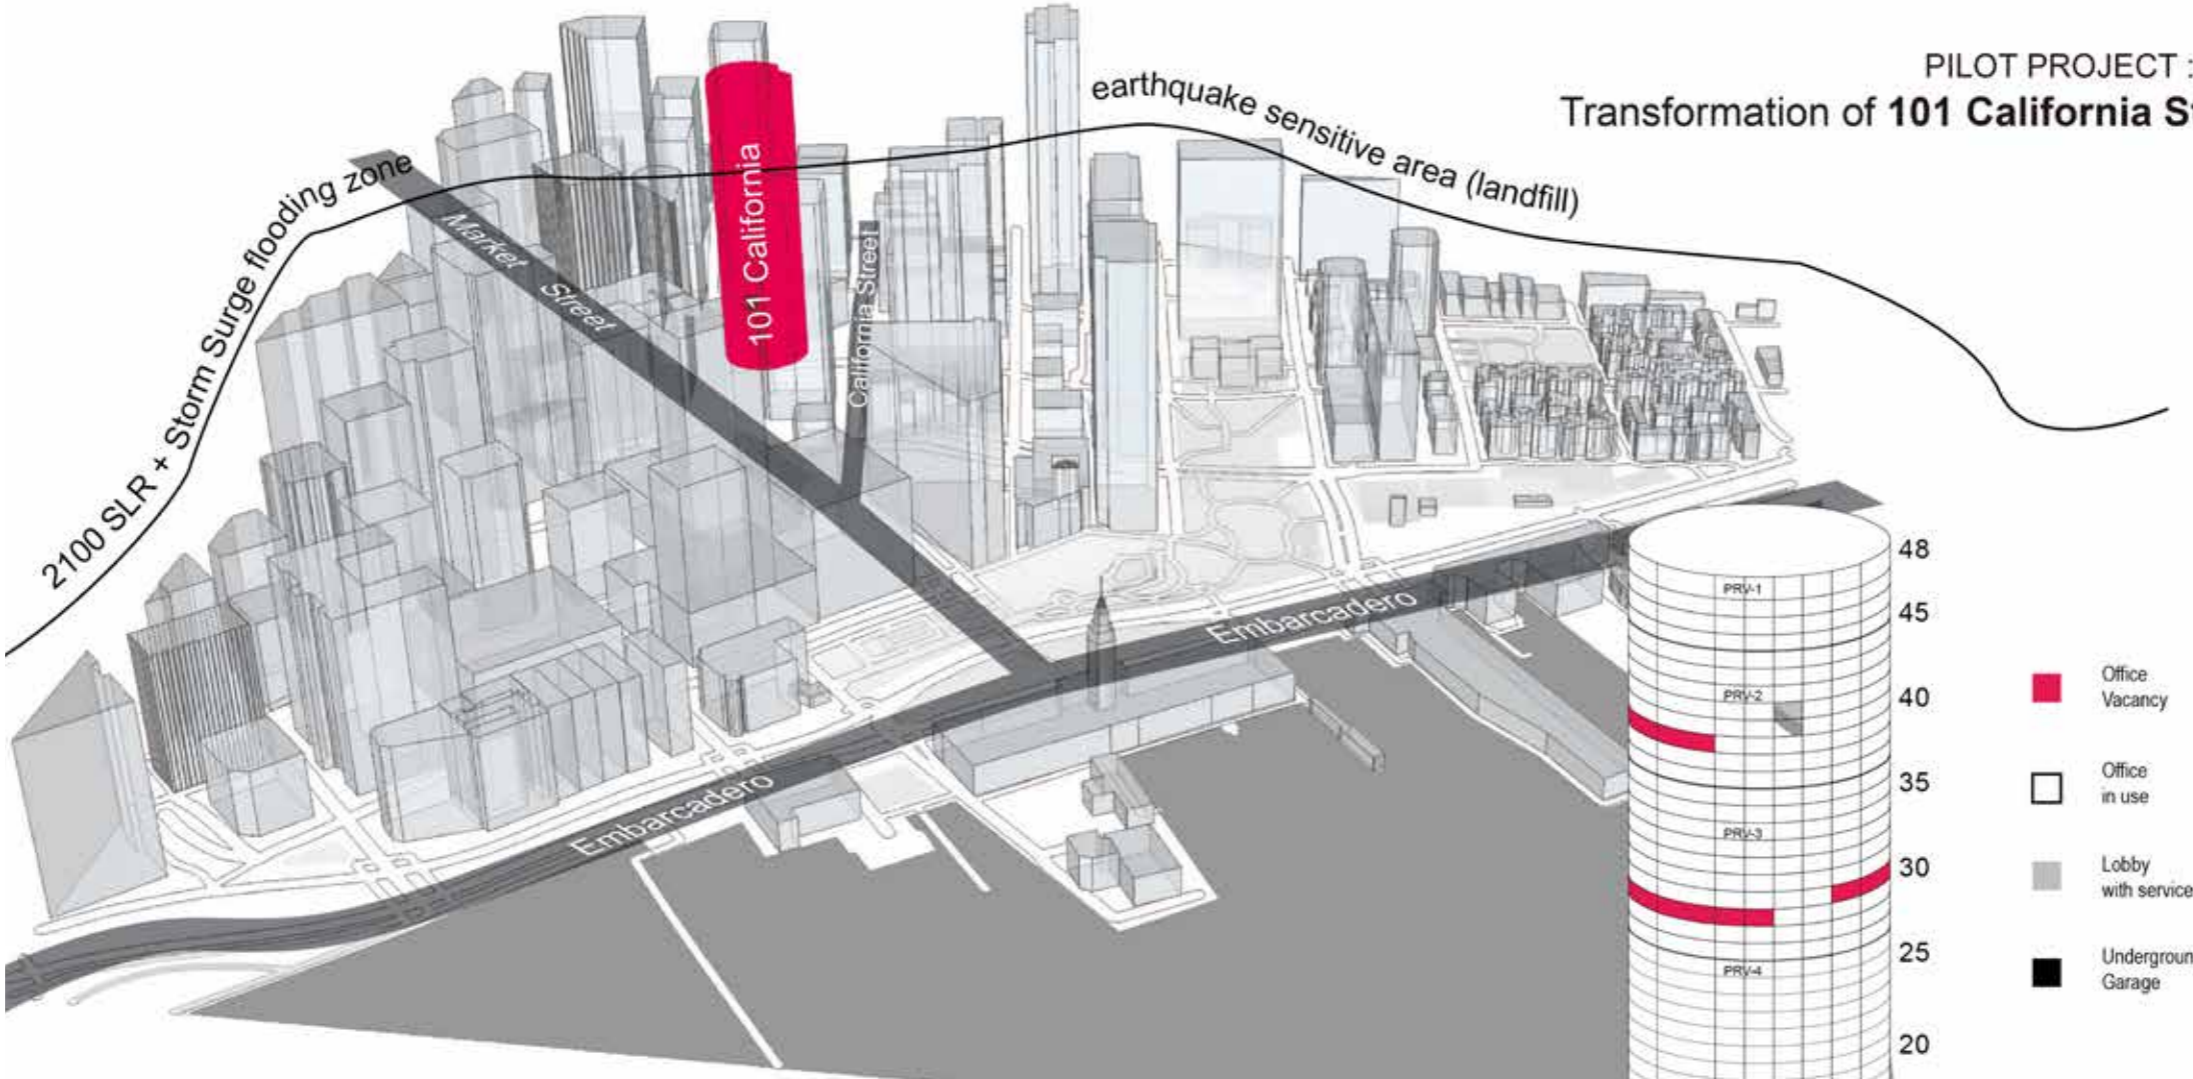 PILOT PROJECT :
Transformation of 101 California St
earthquake sensitive area (landfill)
2100 SLR + Storm Surge flooding zone
Market Street
101 California
California Street
Embarcadero
Embarcadero
48
45
40
35
30
25
20
PRV-1
PRV-2
PRV-3
PRV-4
Office
Vacancy
Office
in use
Lobby
with service
Undergroun
Garage